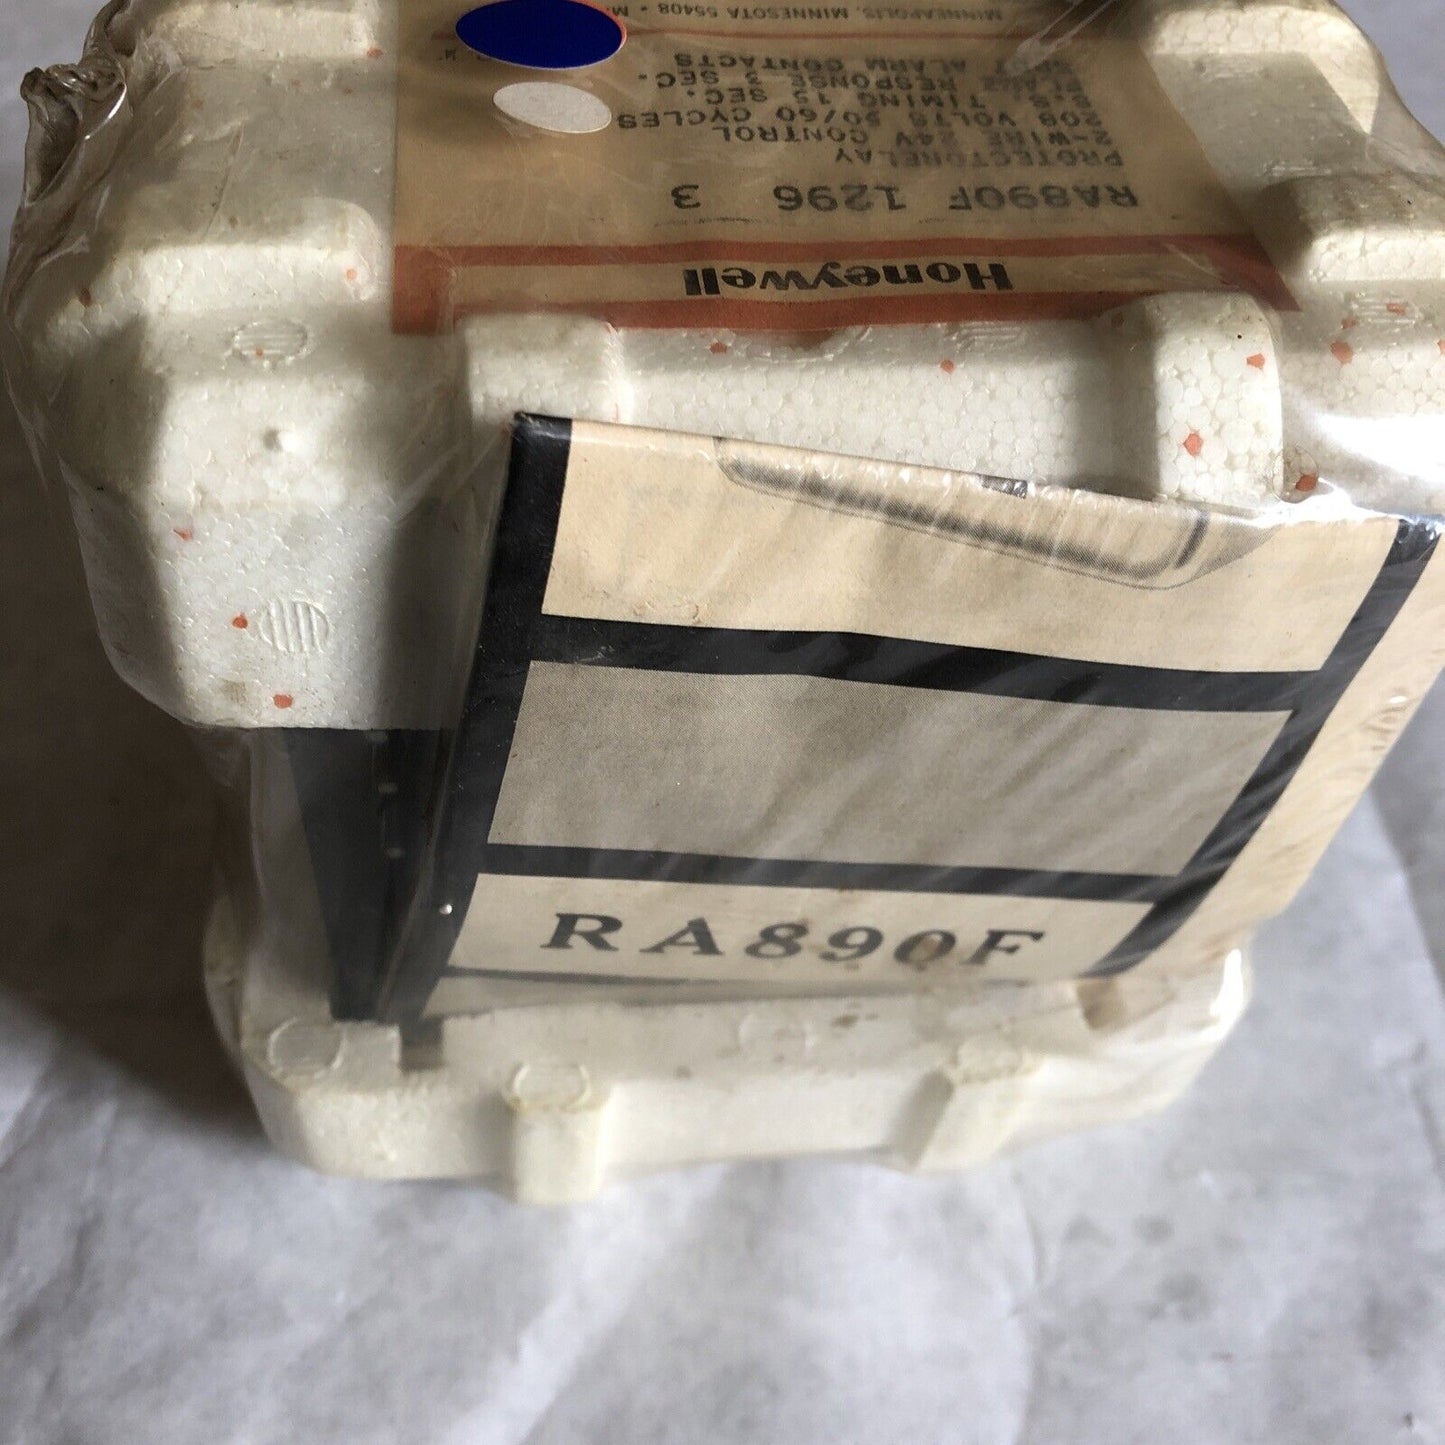 Honeywell
RA890F 1296 3
PROTECTORELAY
2-WIRE 24V CONTROL
208 VOLTS 50/60 CYCLES
S.S. TIMING 15 SEC.
FLAME RESPONSE 3 SEC.
SPDT ALARM CONTACTS
MINNEAPOLIS, MINNESOTA 55408 • M
RA890F